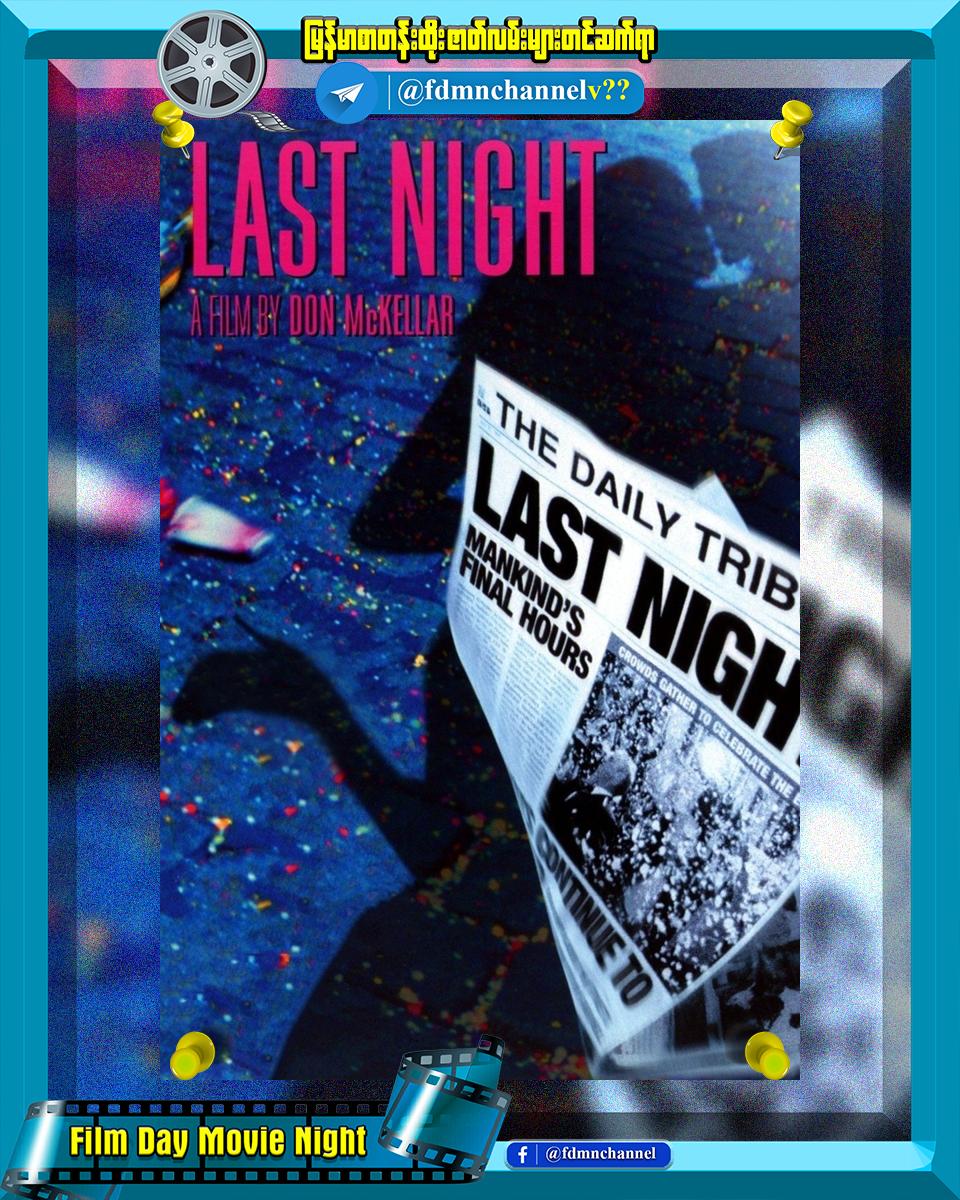 မြန်မာစာတန်းထိုးဇာတ်လမ်းများတင်ဆက်ရာ
@fdmnchannelv??
LAST NIGHT
A FILM BY DON McKELLAR
THE DAILY TRIB
LAST NIGH
MANKIND'S
FINAL HOURS
CROWDS GATHER TO CELEBRATE THE
CONTINUE TO
Film Day Movie Night
f @fdmnchannel